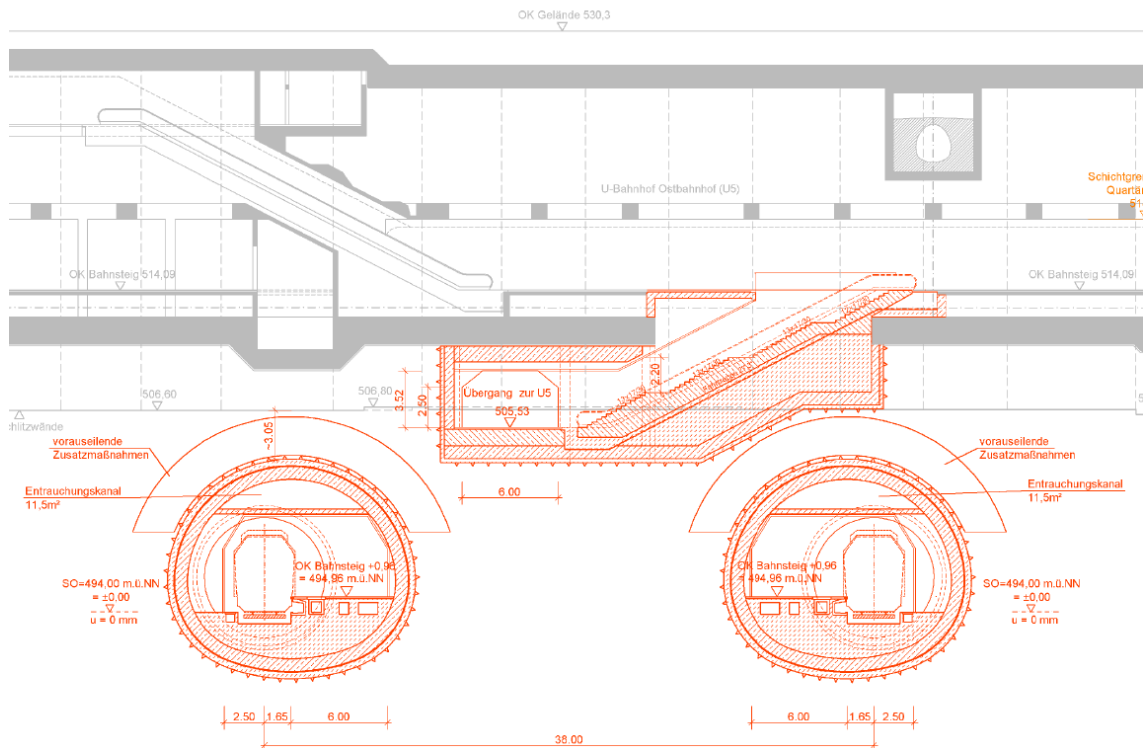 OK Gelände 530,3
U-Bahnhof Ostbahnhof (U5)
Schichtgre
Quartär
51
OK Bahnsteig 514,09
OK Bahnsteig 514,09
506,60
506,80
chlitzwände
3.52
2.50
Übergang zur U5
505,53
2.20
6.00
~3.05
vorauseilende
Zusatzmaßnahmen
vorauseilende
Zusatzmaßnahmen
Entrauchungskanal
11,5m²
Entrauchungskanal
11,5m²
OK Bahnsteig +0,96
= 494,96 m.ü.NN
OK Bahnsteig +0,96
= 494,96 m.ü.NN
SO=494,00 m.ü.NN
= ±0,00
u = 0 mm
SO=494,00 m.ü.NN
= ±0,00
u = 0 mm
2.50 1.65 6.00
6.00 1.65 2.50
38.00